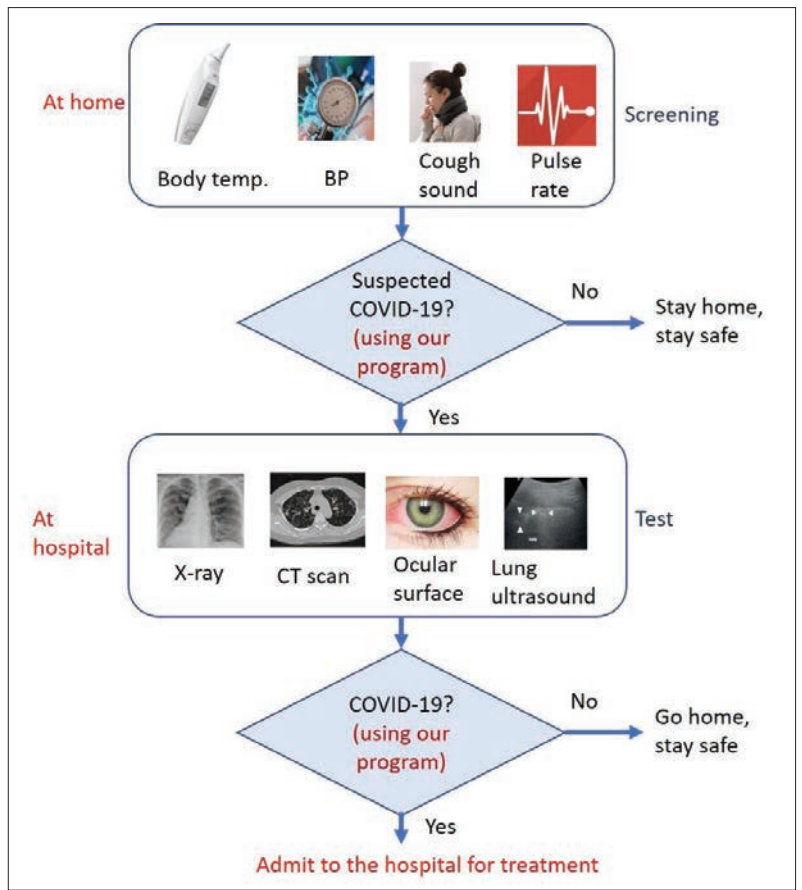 At home
Screening
Body temp.
BP
Cough
sound
Pulse
rate
Suspected
COVID-19?
(using our
program)
No
Stay home,
stay safe
Yes
At
hospital
Test
X-ray
CT scan
Ocular
surface
Lung
ultrasound
COVID-19?
(using our
program)
No
Go home,
stay safe
Yes
Admit to the hospital for treatment